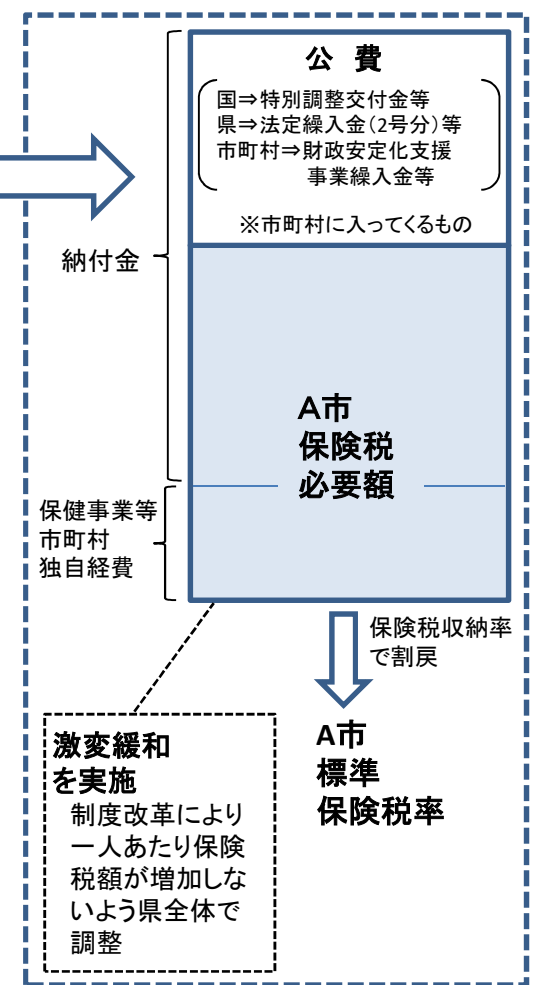 公 費
国⇒特別調整交付金等
県⇒法定繰入金(2号分)等
市町村⇒財政安定化支援
事業繰入金等
※市町村に入ってくるもの
納付金
A市
保険税
必要額
保健事業等
市町村
独自経費
保険税収納率
で割戻
A市
標準
保険税率
激変緩和
を実施
制度改革により
一人あたり保険
税額が増加しな
いよう県全体で
調整